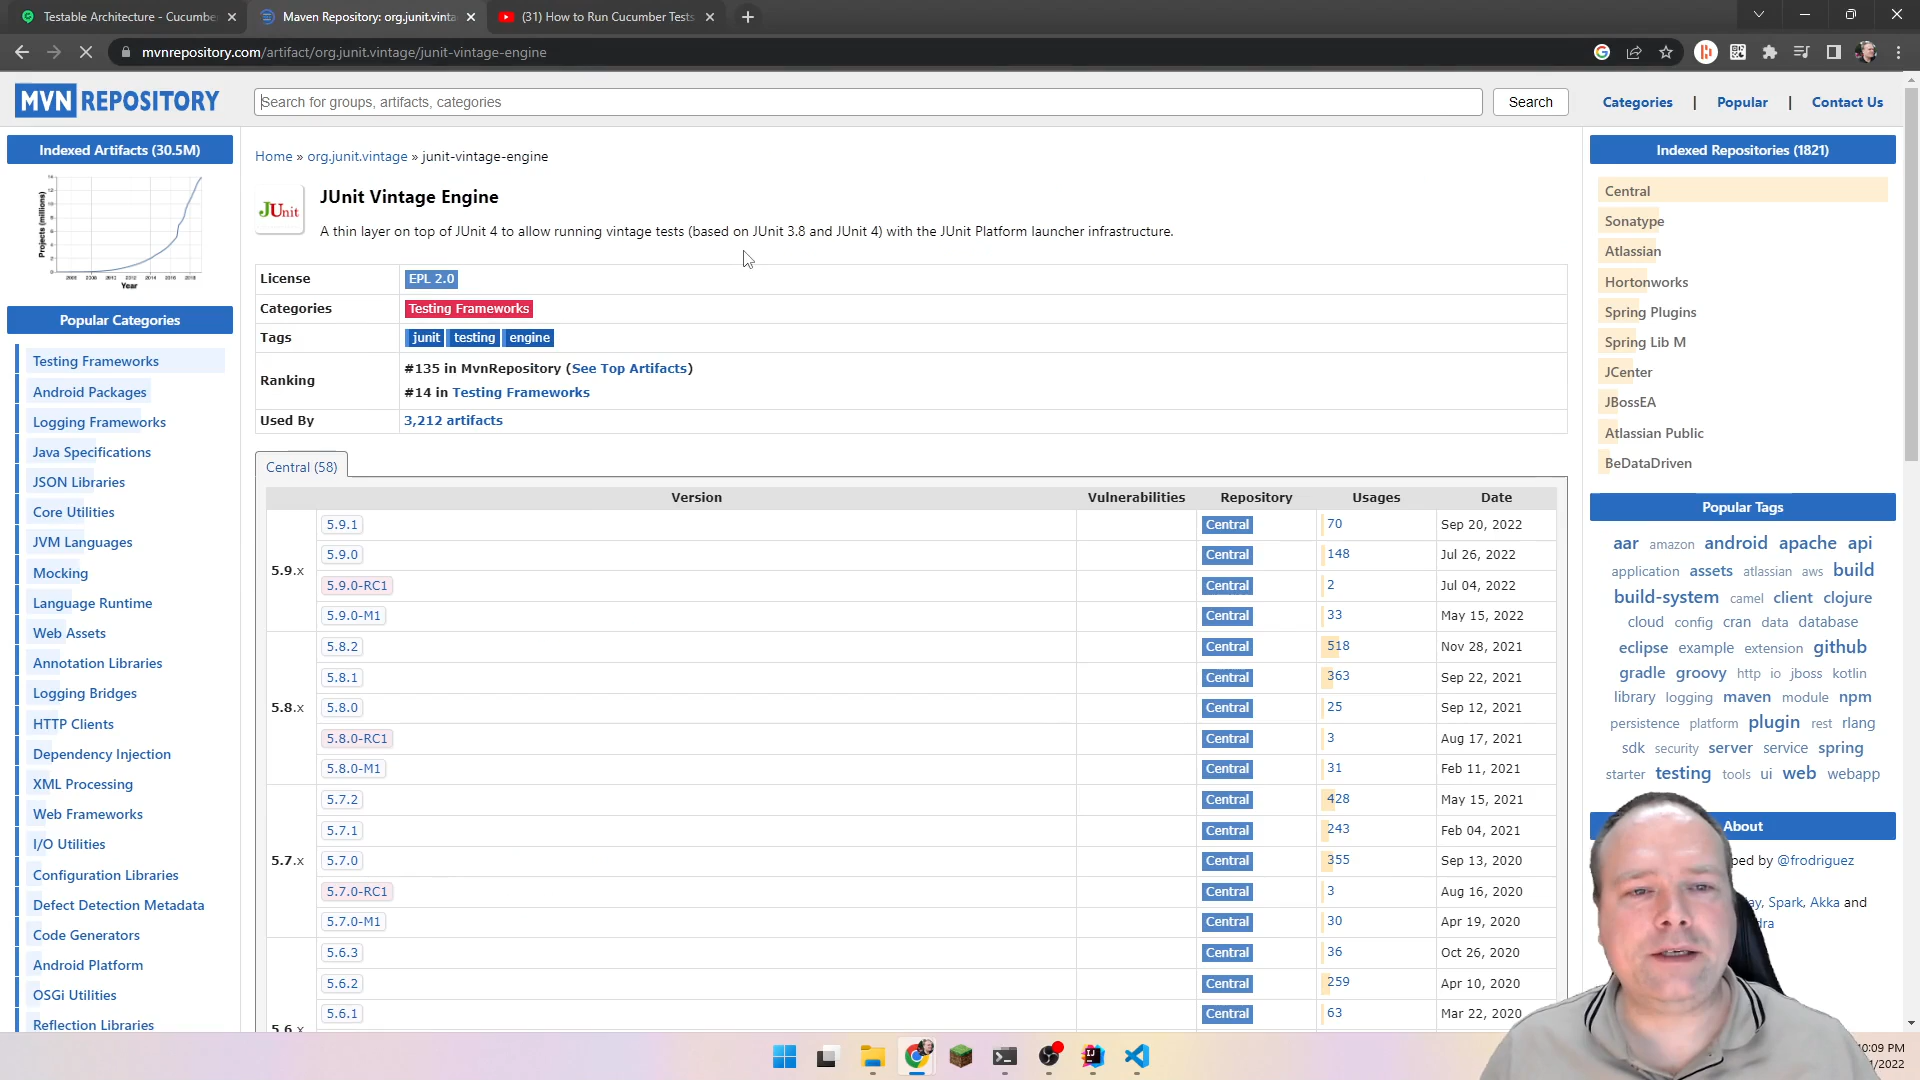 Testable Architecture - Cucumbe
Maven Repository: org.junit.vinta
(31) How to Run Cucumber Tests
mvnrepository.com/artifact/org.junit.vintage/junit-vintage-engine
MVN REPOSITORY
Search for groups, artifacts, categories
Search
Categories | Popular | Contact Us
Indexed Artifacts (30.5M)
Projects (millions)
Year
Popular Categories
Testing Frameworks
Android Packages
Logging Frameworks
Java Specifications
JSON Libraries
Core Utilities
JVM Languages
Mocking
Language Runtime
Web Assets
Annotation Libraries
Logging Bridges
HTTP Clients
Dependency Injection
XML Processing
Web Frameworks
I/O Utilities
Configuration Libraries
Defect Detection Metadata
Code Generators
Android Platform
OSGi Utilities
Reflection Libraries
Home » org.junit.vintage » junit-vintage-engine
JUnit
JUnit Vintage Engine
A thin layer on top of JUnit 4 to allow running vintage tests (based on JUnit 3.8 and JUnit 4) with the JUnit Platform launcher infrastructure.
License EPL 2.0
Categories Testing Frameworks
Tags junit testing engine
Ranking
#135 in MvnRepository (See Top Artifacts)
#14 in Testing Frameworks
Used By 3,212 artifacts
Central (58)
Version Vulnerabilities Repository Usages Date
5.9.x
5.9.1 Central 70 Sep 20, 2022
5.9.0 Central 148 Jul 26, 2022
5.9.0-RC1 Central 2 Jul 04, 2022
5.9.0-M1 Central 33 May 15, 2022
5.8.x
5.8.2 Central 518 Nov 28, 2021
5.8.1 Central 363 Sep 22, 2021
5.8.0 Central 25 Sep 12, 2021
5.8.0-RC1 Central 3 Aug 17, 2021
5.8.0-M1 Central 31 Feb 11, 2021
5.7.x
5.7.2 Central 428 May 15, 2021
5.7.1 Central 243 Feb 04, 2021
5.7.0 Central 355 Sep 13, 2020
5.7.0-RC1 Central 3 Aug 16, 2020
5.7.0-M1 Central 30 Apr 19, 2020
5.6.x
5.6.3 Central 36 Oct 26, 2020
5.6.2 Central 259 Apr 10, 2020
5.6.1 Central 63 Mar 22, 2020
Indexed Repositories (1821)
Central
Sonatype
Atlassian
Hortonworks
Spring Plugins
Spring Lib M
JCenter
JBossEA
Atlassian Public
BeDataDriven
Popular Tags
aar amazon android apache api
application assets atlassian aws build
build-system camel client clojure
cloud config cran data database
eclipse example extension github
gradle groovy http io jboss kotlin
library logging maven module npm
persistence platform plugin rest rlang
sdk security server service spring
starter testing tools ui web webapp
About
ped by @frodriguez
ay, Spark, Akka and
dra
0:09 PM
/2022